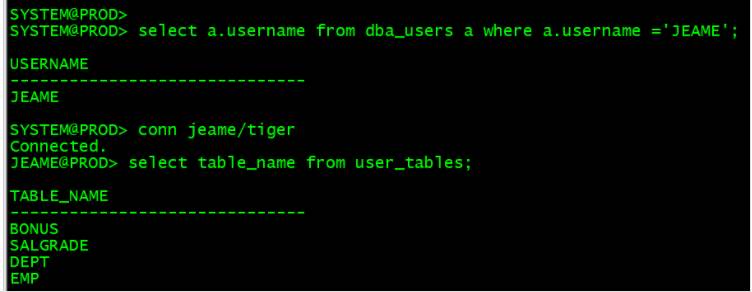 SYSTEM@PROD>
SYSTEM@PROD> select a.username from dba_users a where a.username ='JEAME';
USERNAME
------------------------------
JEAME
SYSTEM@PROD> conn jeame/tiger
Connected.
JEAME@PROD> select table_name from user_tables;
TABLE_NAME
------------------------------
BONUS
SALGRADE
DEPT
EMP